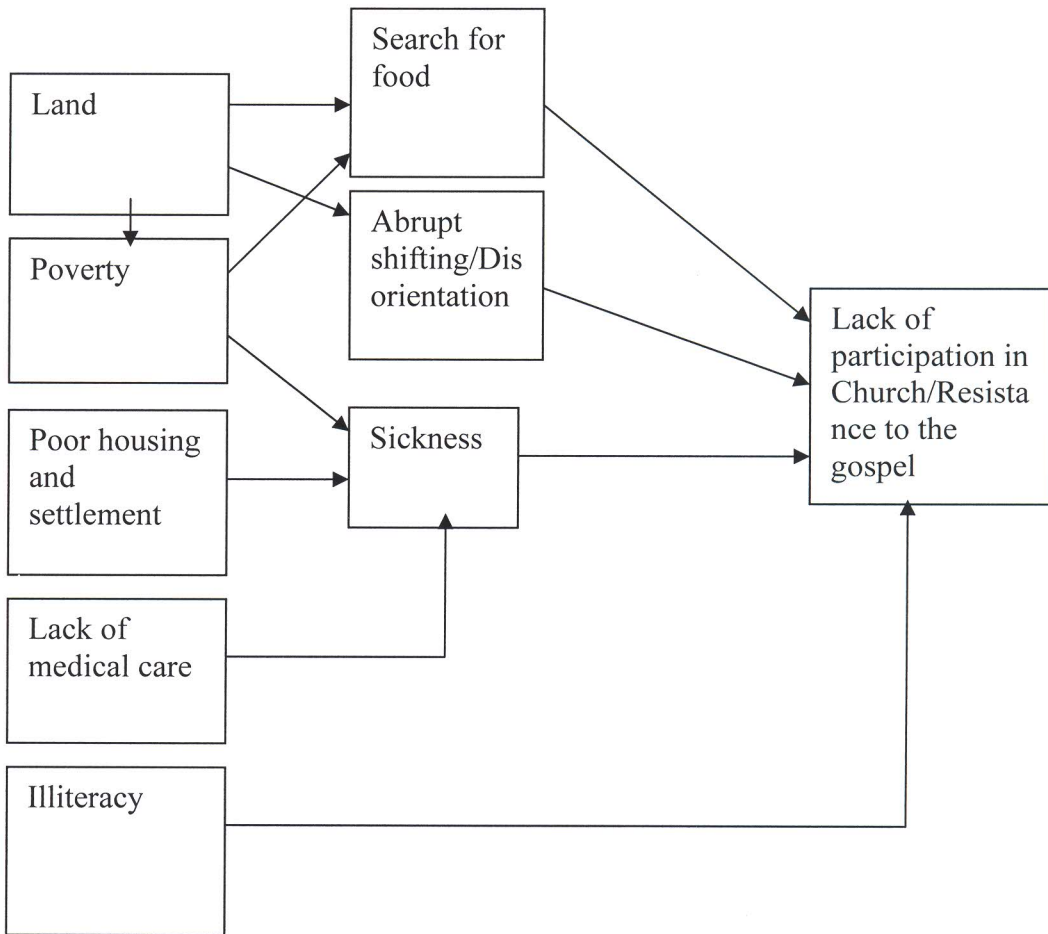 Land
Poverty
Poor housing
and
settlement
Lack of
medical care
Illiteracy
Search for
food
Abrupt
shifting/Dis
orientation
Sickness
Lack of
participation in
Church/Resista
nce to the
gospel